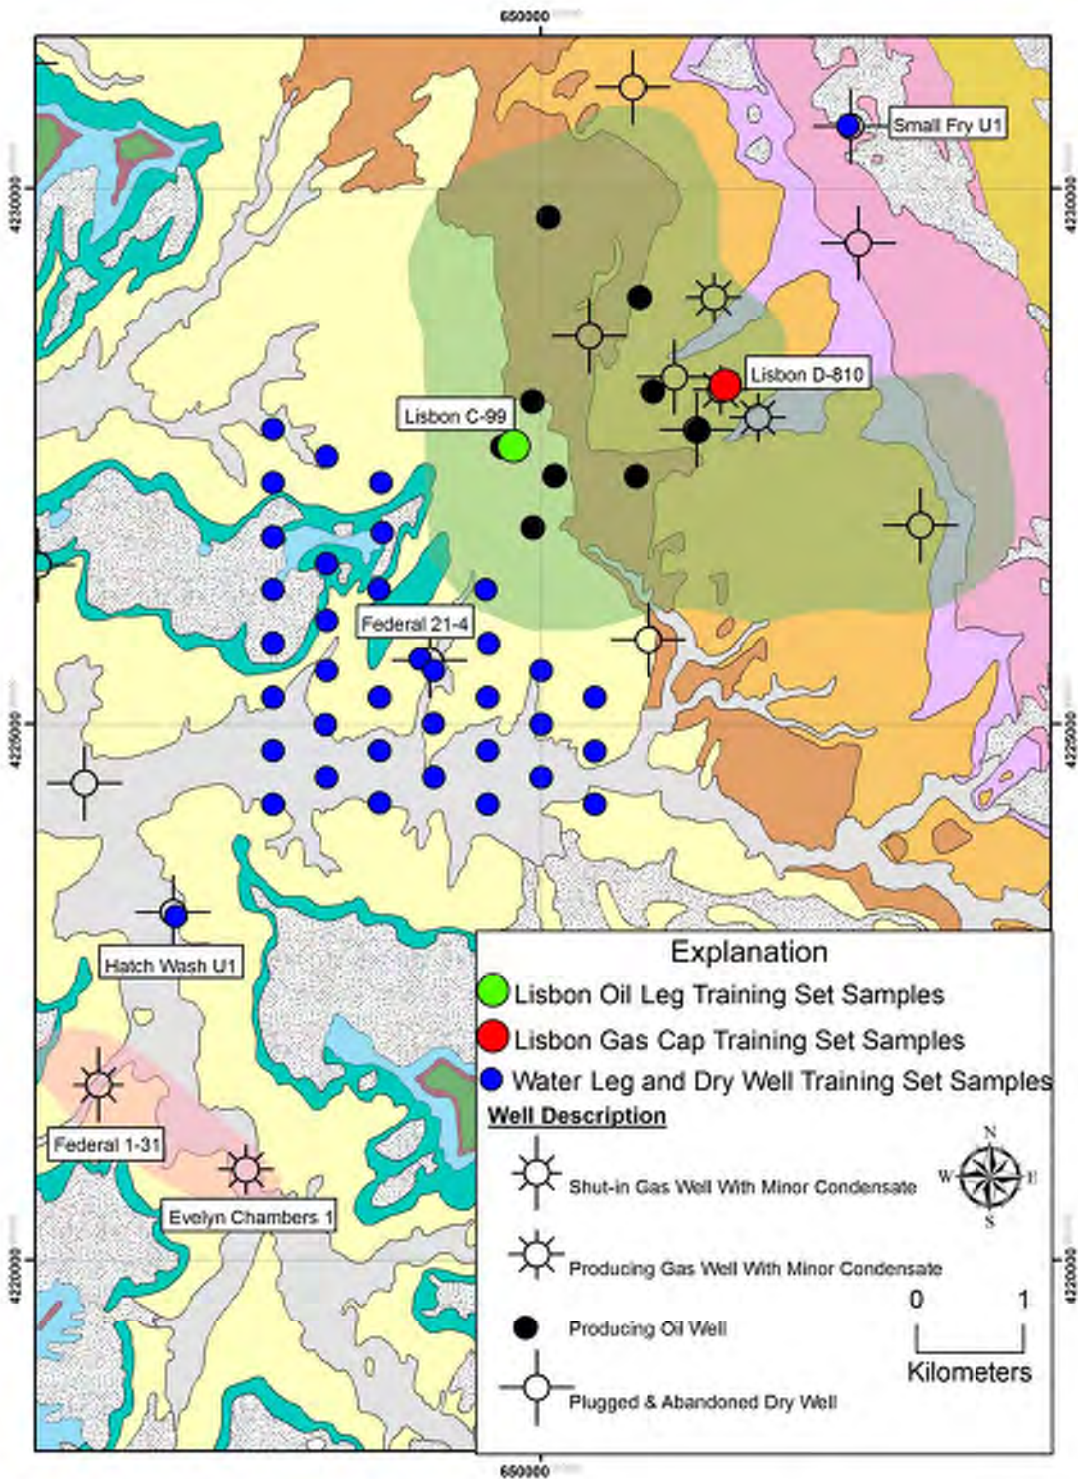 650000
Small Fry U1
4230000
4230000
Lisbon D-810
Lisbon C-99
Federal 21-4
4225000
4225000
Hatch Wash U1
Federal 1-31
Evelyn Chambers 1
4220000
4220000
Explanation
Lisbon Oil Leg Training Set Samples
Lisbon Gas Cap Training Set Samples
Water Leg and Dry Well Training Set Samples
Well Description
Shut-in Gas Well With Minor Condensate
Producing Gas Well With Minor Condensate
Producing Oil Well
Plugged & Abandoned Dry Well
N
W E
S
0 1
Kilometers
650000